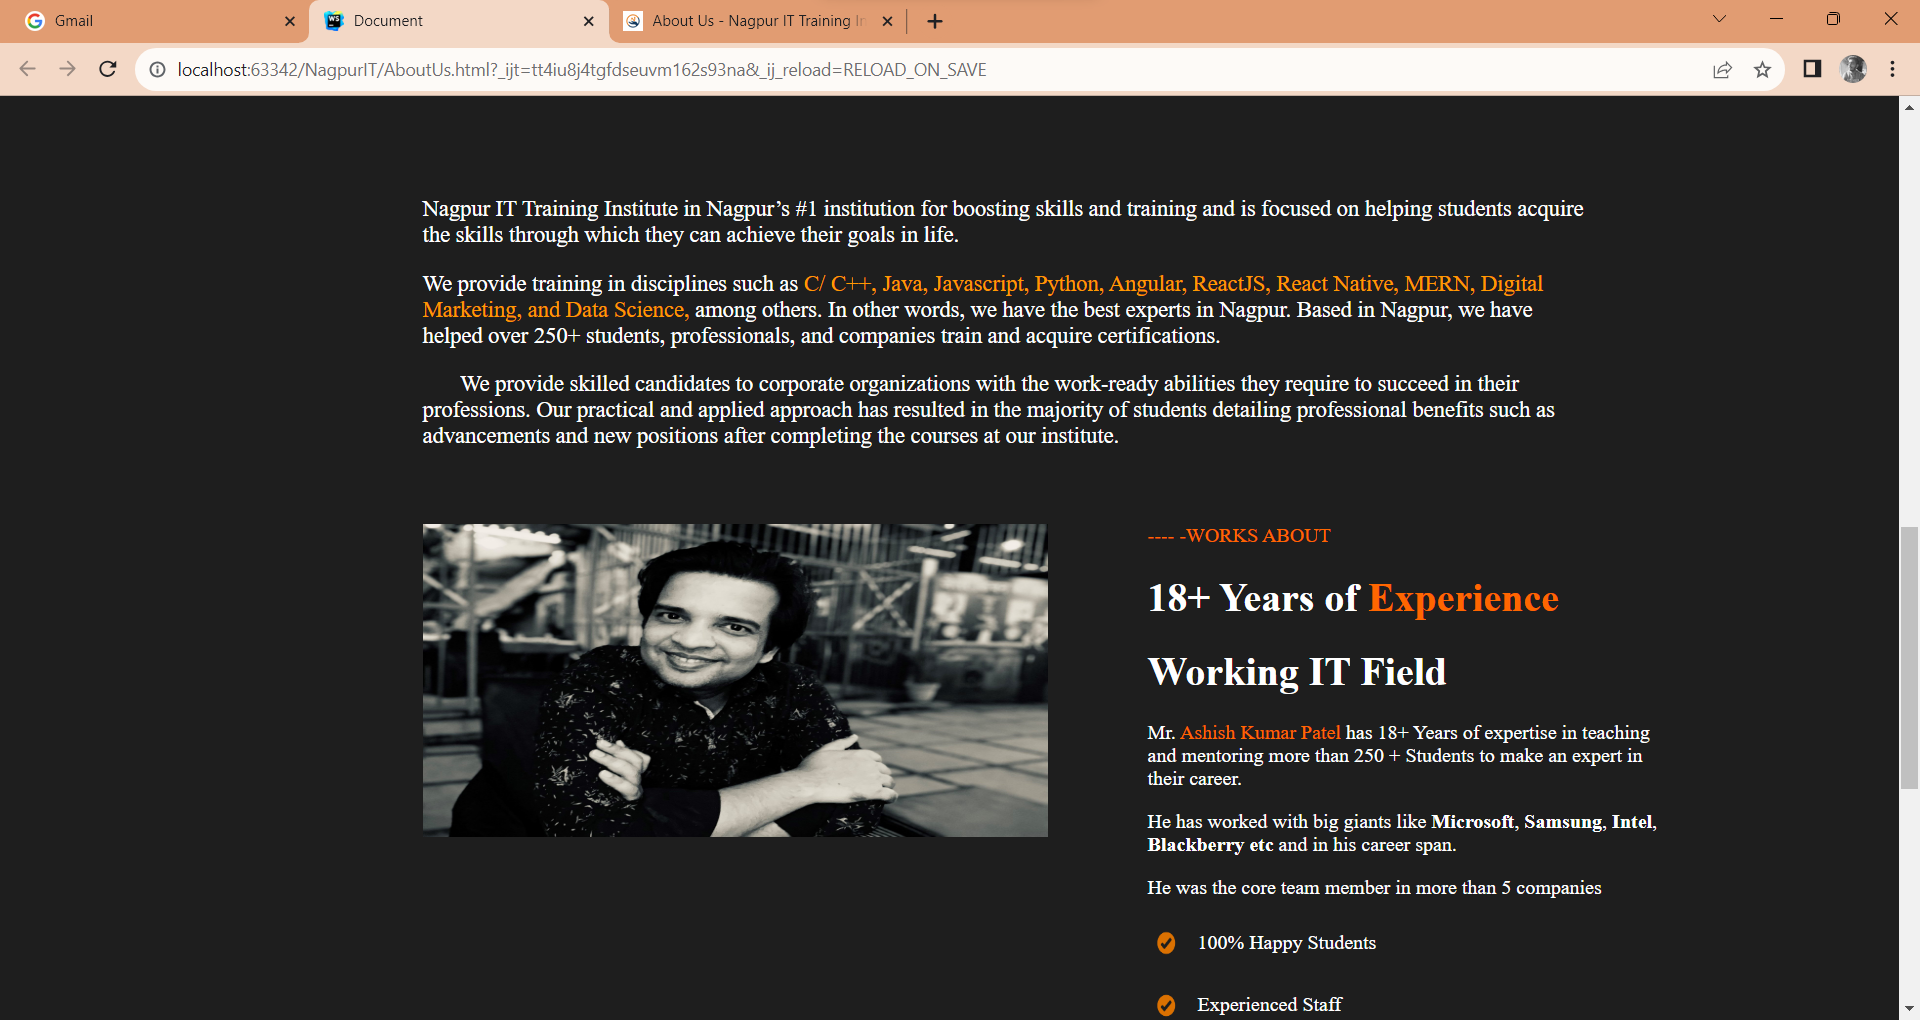 Gmail
Document
About Us - Nagpur IT Training In
localhost:63342/NagpurIT/AboutUs.html?_ijt=tt4iu8j4tgfdseuvm162s93na&_ij_reload=RELOAD_ON_SAVE
Nagpur IT Training Institute in Nagpur’s #1 institution for boosting skills and training and is focused on helping students acquire
the skills through which they can achieve their goals in life.
We provide training in disciplines such as C/ C++, Java, Javascript, Python, Angular, ReactJS, React Native, MERN, Digital
Marketing, and Data Science, among others. In other words, we have the best experts in Nagpur. Based in Nagpur, we have
helped over 250+ students, professionals, and companies train and acquire certifications.
We provide skilled candidates to corporate organizations with the work-ready abilities they require to succeed in their
professions. Our practical and applied approach has resulted in the majority of students detailing professional benefits such as
advancements and new positions after completing the courses at our institute.
---- -WORKS ABOUT
18+ Years of Experience
Working IT Field
Mr. Ashish Kumar Patel has 18+ Years of expertise in teaching
and mentoring more than 250 + Students to make an expert in
their career.
He has worked with big giants like Microsoft, Samsung, Intel,
Blackberry etc and in his career span.
He was the core team member in more than 5 companies
100% Happy Students
Experienced Staff